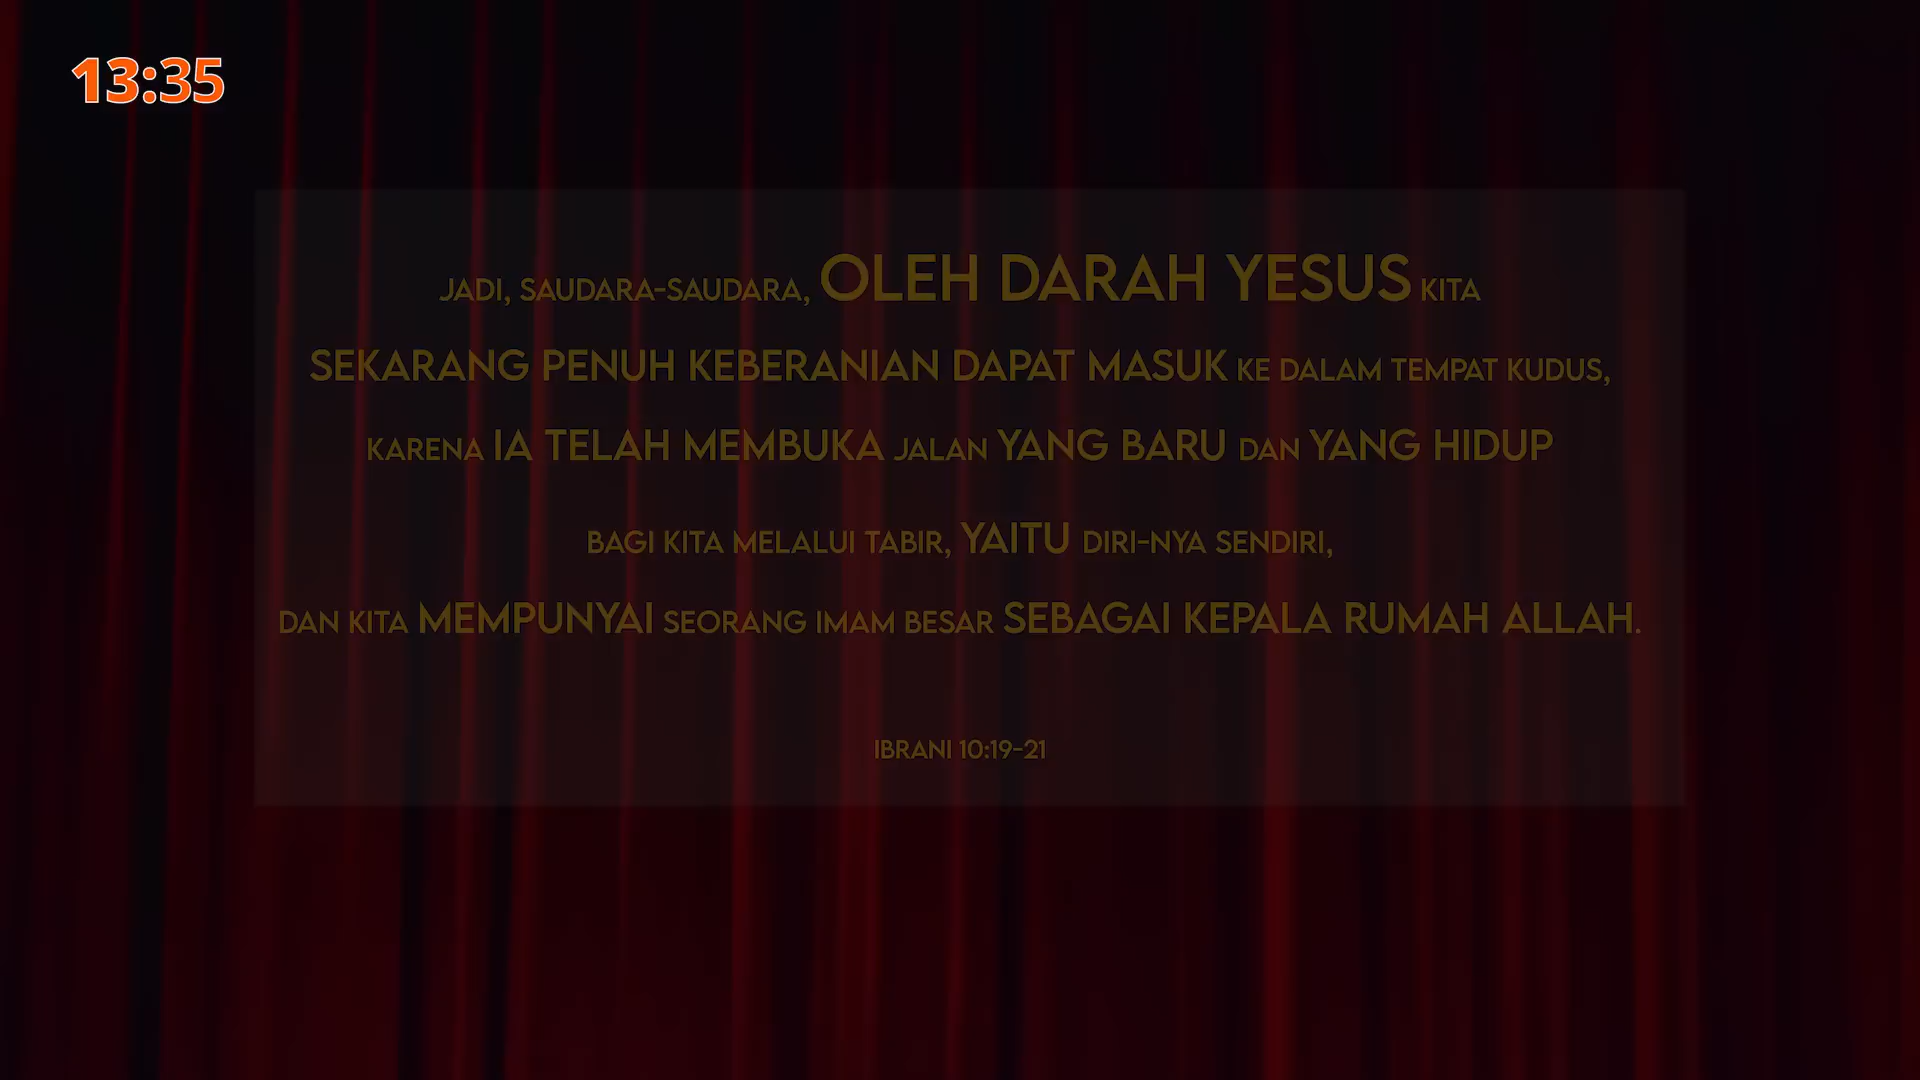 13:35
JADI, SAUDARA-SAUDARA, OLEH DARAH YESUS KITA
SEKARANG PENUH KEBERANIAN DAPAT MASUK KE DALAM TEMPAT KUDUS,
KARENA IA TELAH MEMBUKA JALAN YANG BARU DAN YANG HIDUP
BAGI KITA MELALUI TABIR, YAITU DIRI-NYA SENDIRI,
DAN KITA MEMPUNYAI SEORANG IMAM BESAR SEBAGAI KEPALA RUMAH ALLAH.
IBRANI 10:19-21